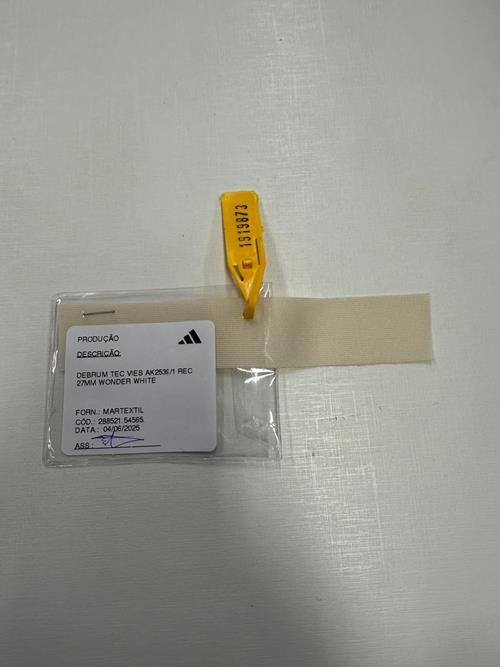 1919873
PRODUÇÃO
DESCRIÇÃO:
DEBRUM TEC VIES AK2539/1 REC
27MM WONDER WHITE
FORN.: MARTEXTIL
CÓD.: 288521.54565.
DATA.: 04/06/2025
ASS.: